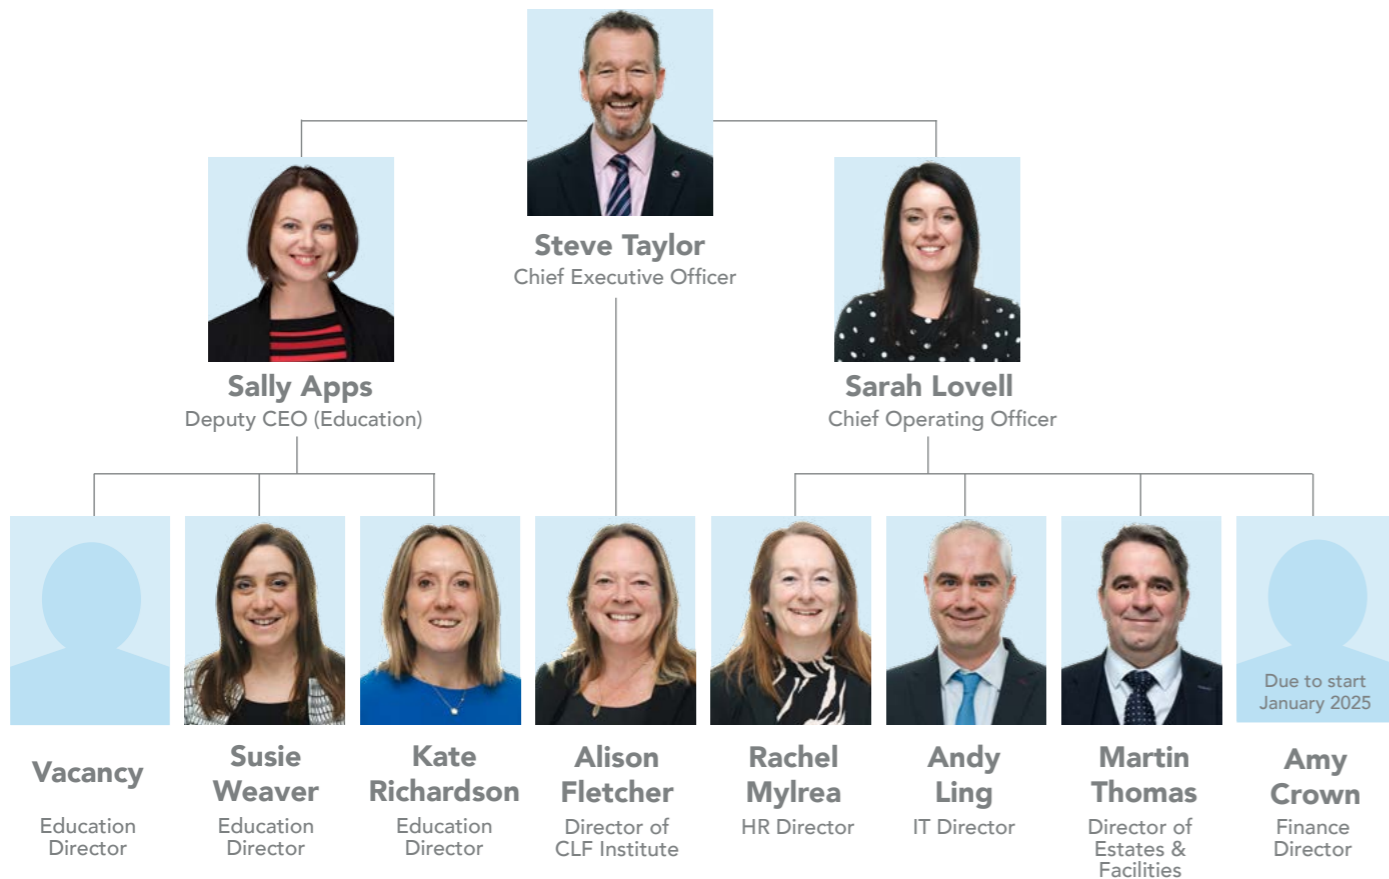 Steve Taylor
Chief Executive Officer
Sally Apps
Deputy CEO (Education)
Sarah Lovell
Chief Operating Officer
Vacancy
Education
Director
Susie
Weaver
Education
Director
Kate
Richardson
Education
Director
Alison
Fletcher
Director of
CLF Institute
Rachel
Mylrea
HR Director
Andy
Ling
IT Director
Martin
Thomas
Director of
Estates &
Facilities
Due to start
January 2025
Amy
Crown
Finance
Director